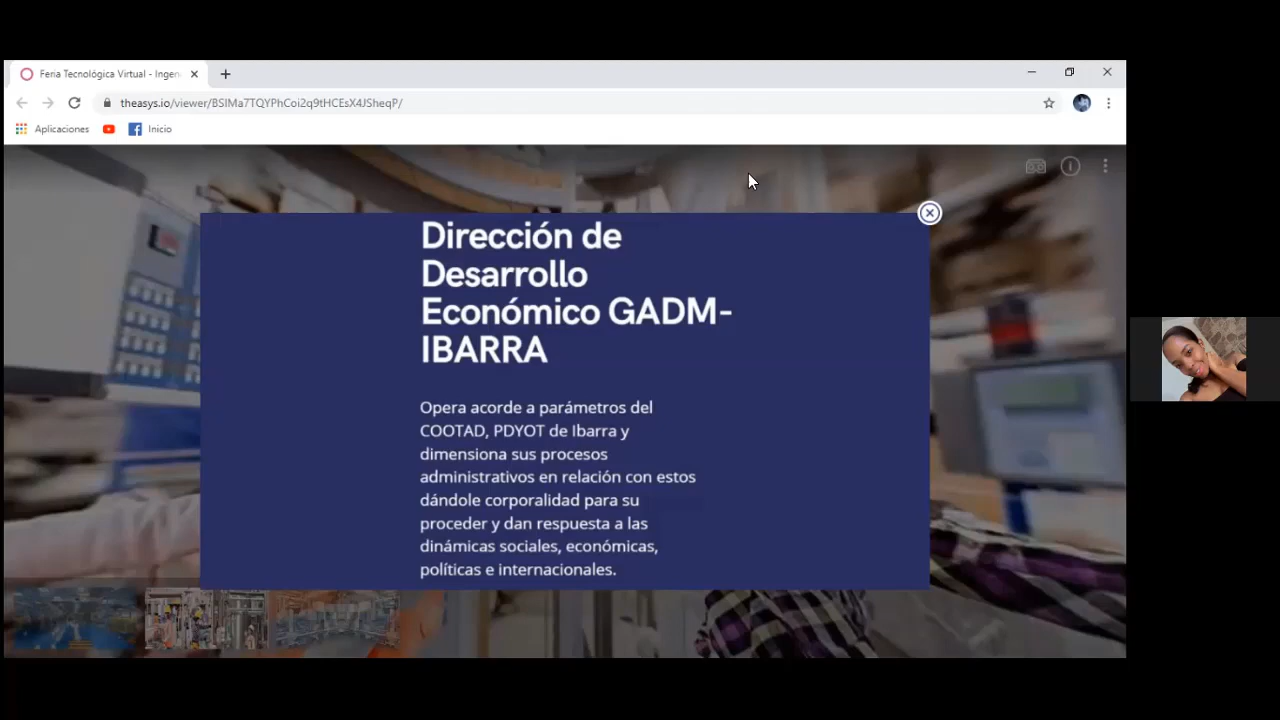 Feria Tecnológica Virtual - Ingen
theasys.io/viewer/BSIMa7TQYPhCoi2q9tHCEsX4JSheqP/
Aplicaciones
Inicio
Dirección de
Desarrollo
Económico GADM-
IBARRA
Opera acorde a parámetros del
COOTAD, PDYOT de Ibarra y
dimensiona sus procesos
administrativos en relación con estos
dándole corporalidad para su
proceder y dan respuesta a las
dinámicas sociales, económicas,
políticas e internacionales.